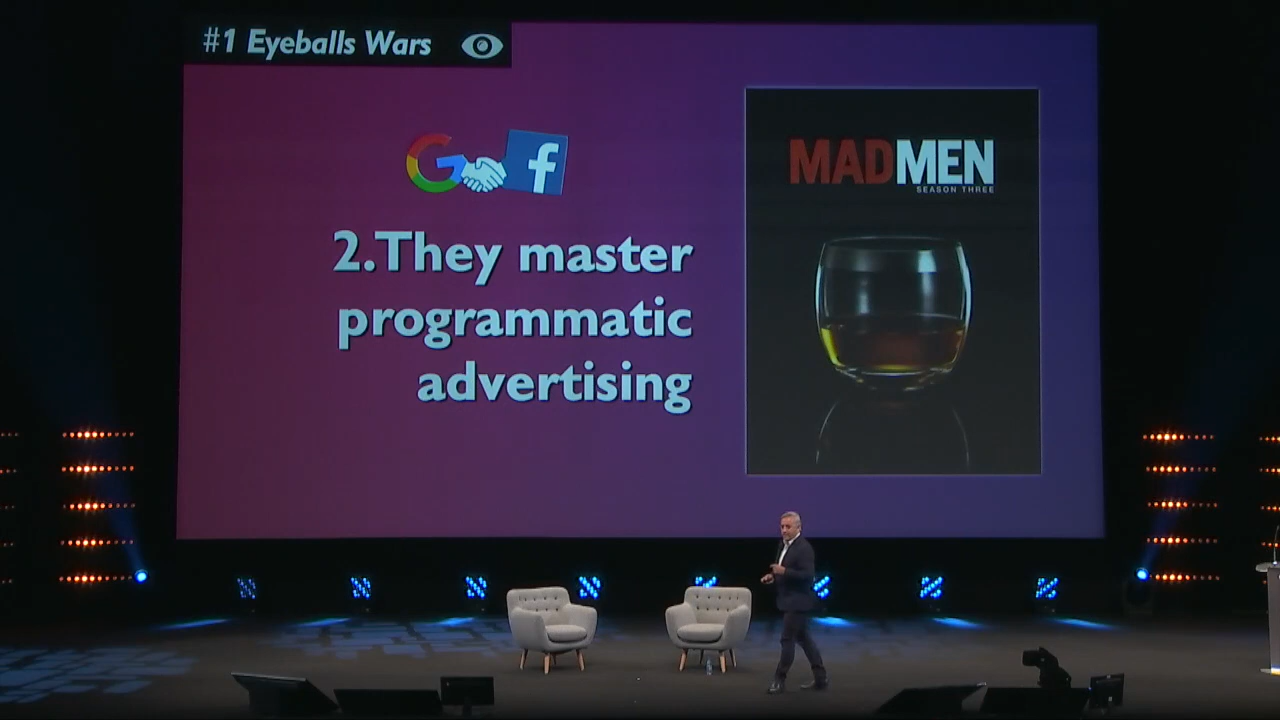 #1 Eyeballs Wars
G f
2.They master
programmatic
advertising
MADMEN
SEASON THREE